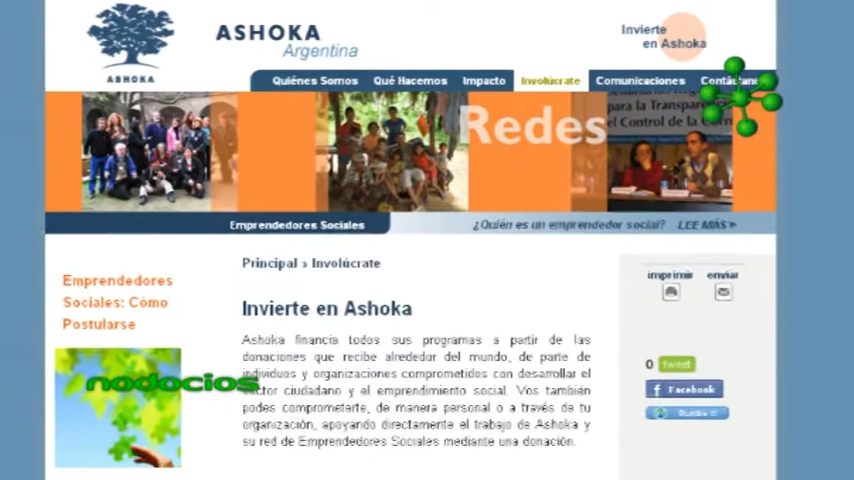 ASHOKA
Argentina
Invierte
en Ashoka
ASHOKA
Quiénes Somos Qué Hacemos Impacto Involúcrate Comunicaciones
Redes
para la Transparencia
el Control de la
Emprendedores Sociales ¿Quién es un emprendedor social? LEE MÁS »
Principal » Involúcrate
imprimir enviar
Emprendedores
Sociales: Cómo
Postularse
Invierte en Ashoka
Ashoka financia todos sus programas a partir de las
donaciones que recibe alrededor del mundo, de parte de
individuos y organizaciones comprometidos con desarrollar el
sector ciudadano y el emprendimiento social. Vos también
podes comprometerte, de manera personal o a través de tu
organización, apoyando directamente el trabajo de Ashoka y
su red de Emprendedores Sociales mediante una donación.
0 tweet
Facebook
nodocios